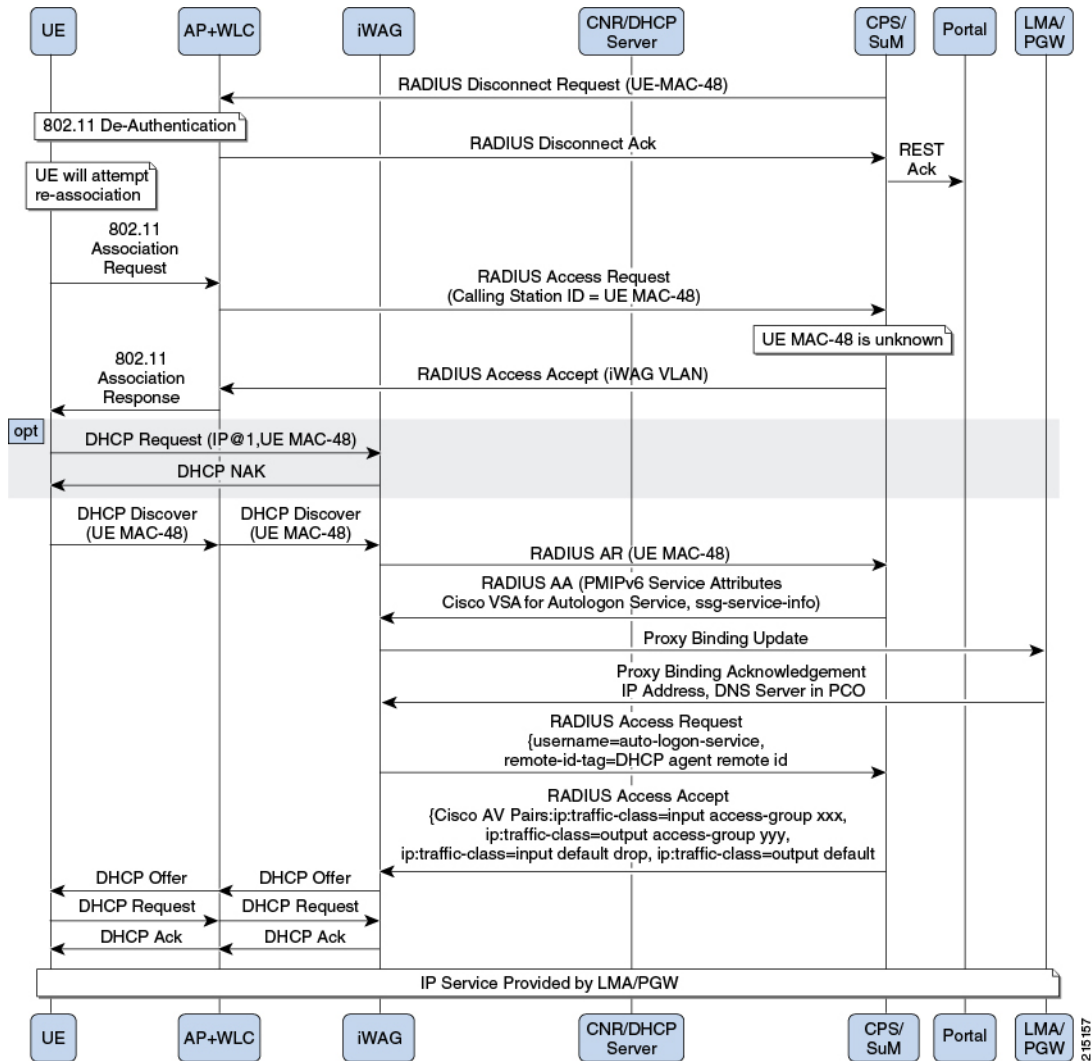 UE
AP+WLC
iWAG
CNR/DHCP
Server
CPS/
SuM
Portal
LMA/
PGW
RADIUS Disconnect Request (UE-MAC-48)
802.11 De-Authentication
RADIUS Disconnect Ack
REST
Ack
UE will attempt
re-association
802.11
Association
Request
RADIUS Access Request
(Calling Station ID = UE MAC-48)
UE MAC-48 is unknown
802.11
Association
Response
RADIUS Access Accept (iWAG VLAN)
opt
DHCP Request (IP@1,UE MAC-48)
DHCP NAK
DHCP Discover
(UE MAC-48)
DHCP Discover
(UE MAC-48)
RADIUS AR (UE MAC-48)
RADIUS AA (PMIPv6 Service Attributes
Cisco VSA for Autologon Service, ssg-service-info)
Proxy Binding Update
Proxy Binding Acknowledgement
IP Address, DNS Server in PCO
RADIUS Access Request
{username=auto-logon-service,
remote-id-tag=DHCP agent remote id
RADIUS Access Accept
{Cisco AV Pairs:ip:traffic-class=input access-group xxx,
ip:traffic-class=output access-group yyy,
ip:traffic-class=input default drop, ip:traffic-class=output default
DHCP Offer
DHCP Offer
DHCP Request
DHCP Request
DHCP Ack
DHCP Ack
IP Service Provided by LMA/PGW
UE
AP+WLC
iWAG
CNR/DHCP
Server
CPS/
SuM
Portal
LMA/
PGW
215157